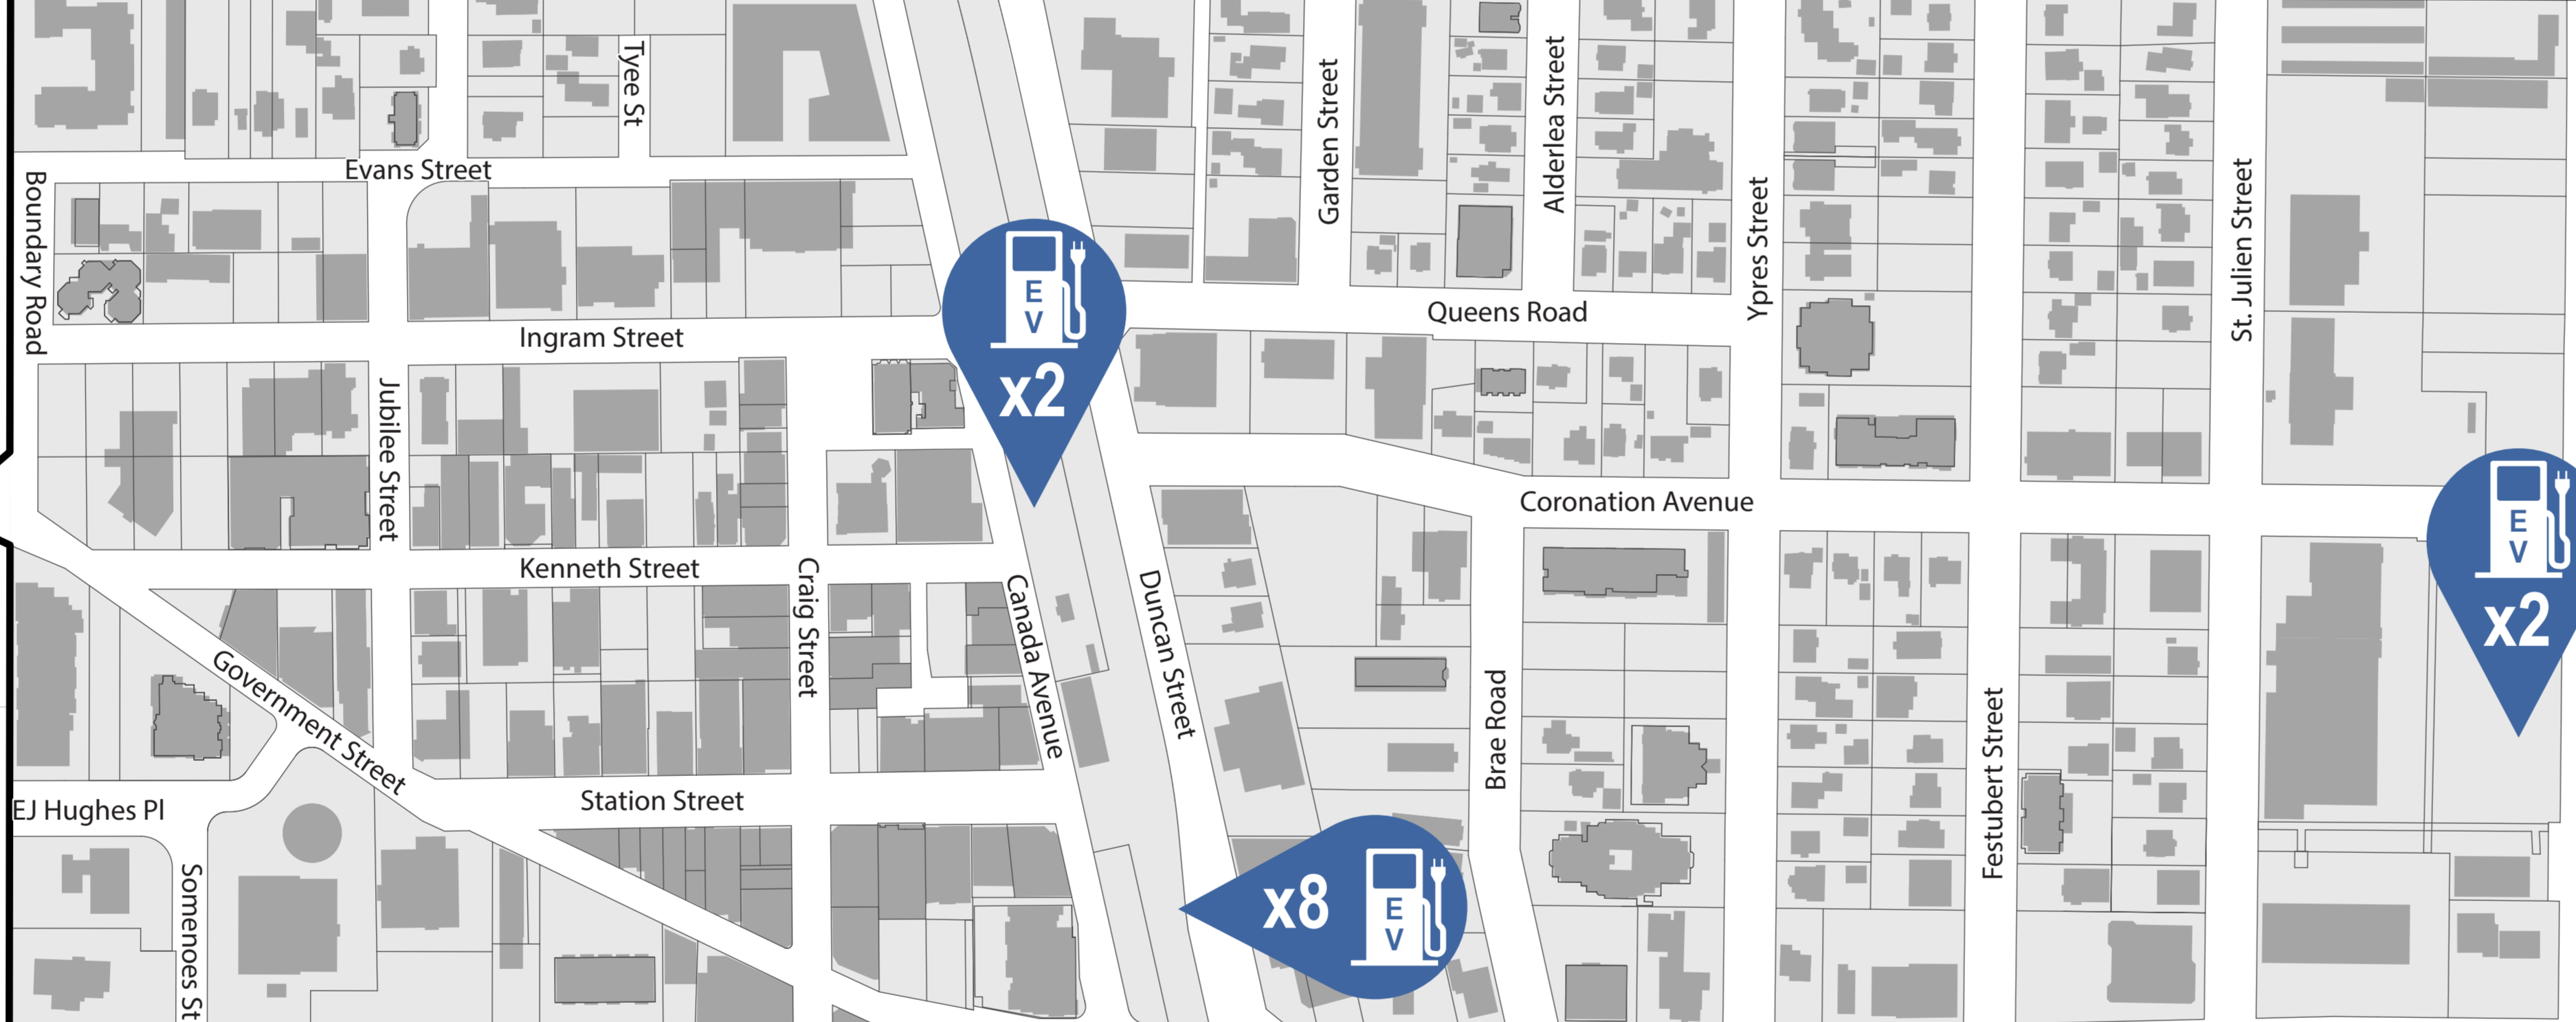 Tyee St
Evans Street
Boundary Road
Garden Street
Alderlea Street
Ypres Street
St. Julien Street
E
V
x2
Ingram Street
Queens Road
Jubilee Street
Coronation Avenue
E
V
x2
Kenneth Street
Craig Street
Canada Avenue
Duncan Street
Government Street
Brae Road
Festubert Street
EJ Hughes Pl
Station Street
Somenoes St
x8
E
V